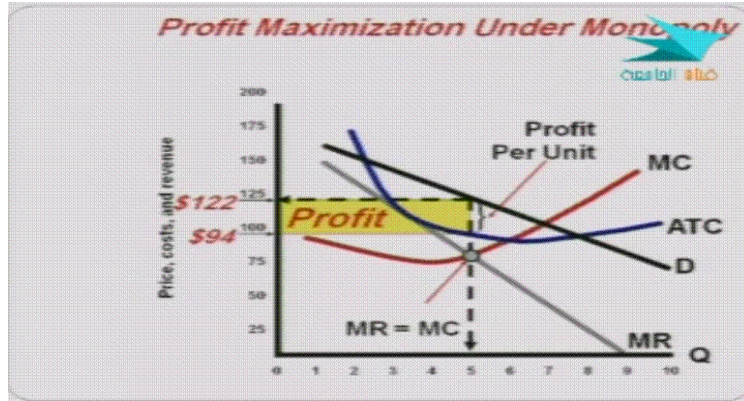 Profit Maximization Under Monopoly
قناة الجامعية
Price, costs, and revenue
200
175
150
125
100
75
50
25
$122
$94
Profit
Profit
Per Unit
MC
ATC
D
MR
Q
MR = MC
0 1 2 3 4 5 6 7 8 9 10